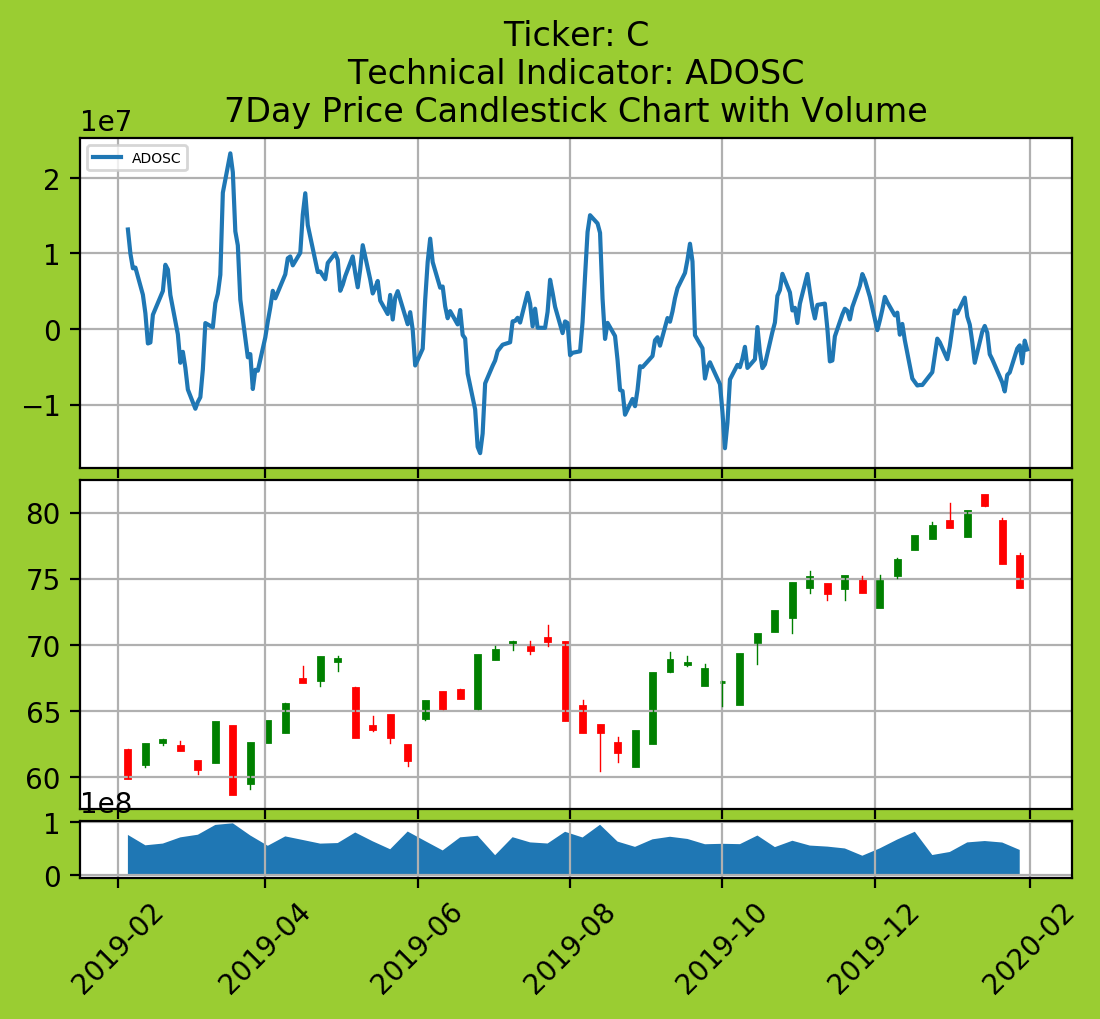 Ticker: C
Technical Indicator: ADOSC
7Day Price Candlestick Chart with Volume
1e7
ADOSC
2
1
0
−1
80
75
70
65
60
1e8
1
0
2019-02 2019-04 2019-06 2019-08 2019-10 2019-12 2020-02